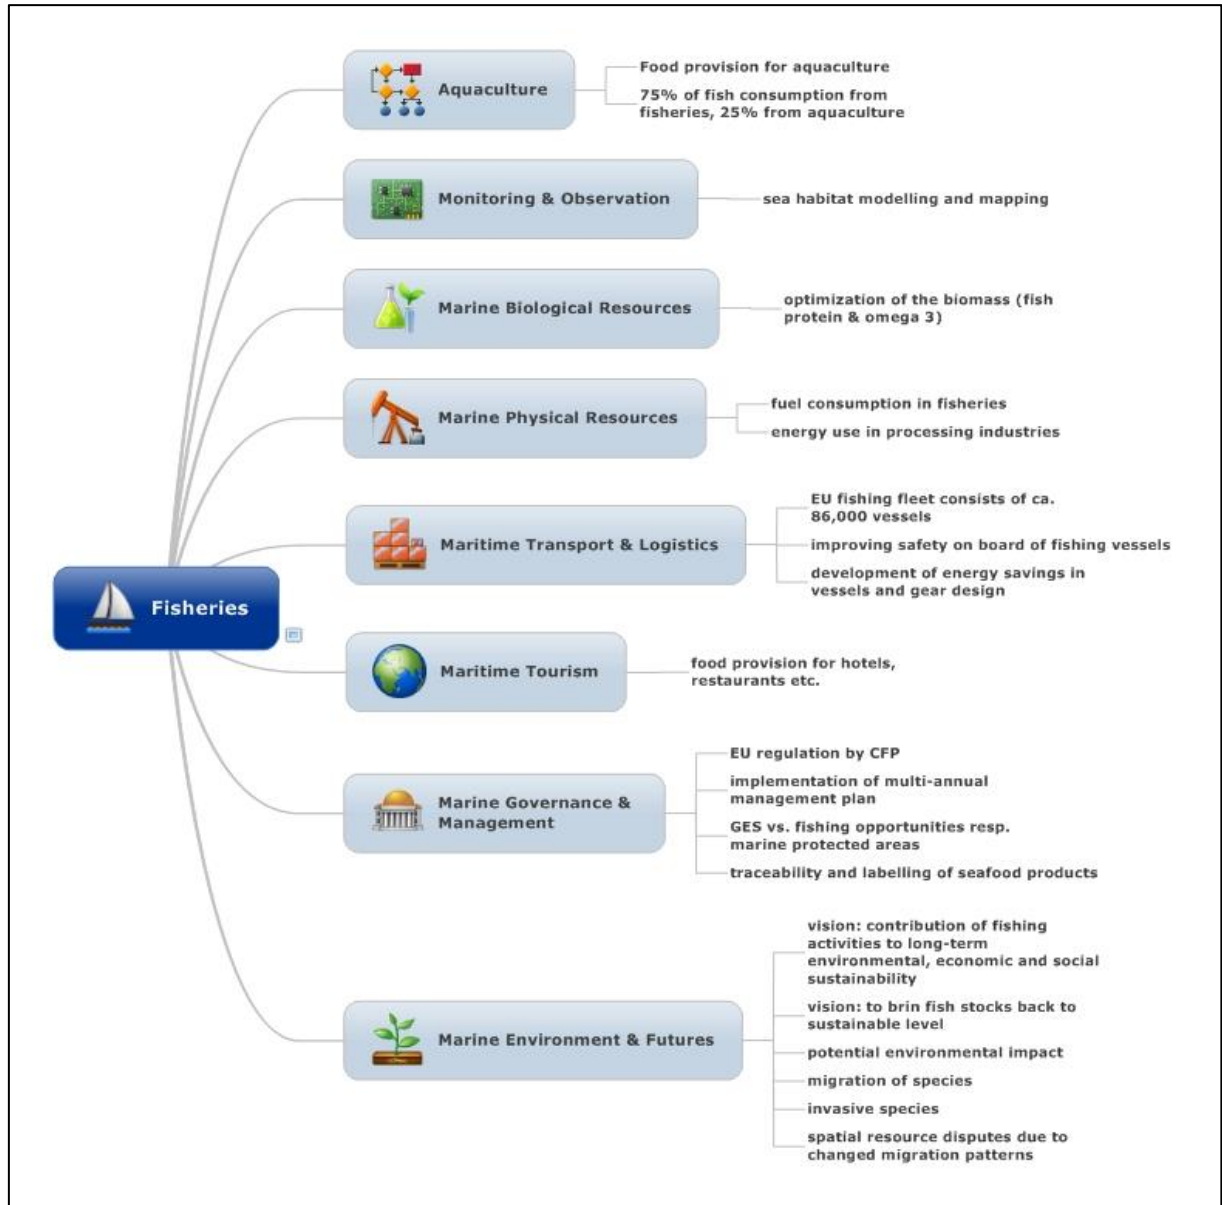 Aquaculture
Food provision for aquaculture
75% of fish consumption from
fisheries, 25% from aquaculture
Monitoring & Observation
sea habitat modelling and mapping
Marine Biological Resources
optimization of the biomass (fish
protein & omega 3)
Marine Physical Resources
fuel consumption in fisheries
energy use in processing industries
Maritime Transport & Logistics
EU fishing fleet consists of ca.
86,000 vessels
improving safety on board of fishing vessels
development of energy savings in
vessels and gear design
Fisheries
Maritime Tourism
food provision for hotels,
restaurants etc.
Marine Governance &
Management
EU regulation by CFP
implementation of multi-annual
management plan
GES vs. fishing opportunities resp.
marine protected areas
traceability and labelling of seafood products
Marine Environment & Futures
vision: contribution of fishing
activities to long-term
environmental, economic and social
sustainability
vision: to brin fish stocks back to
sustainable level
potential environmental impact
migration of species
invasive species
spatial resource disputes due to
changed migration patterns